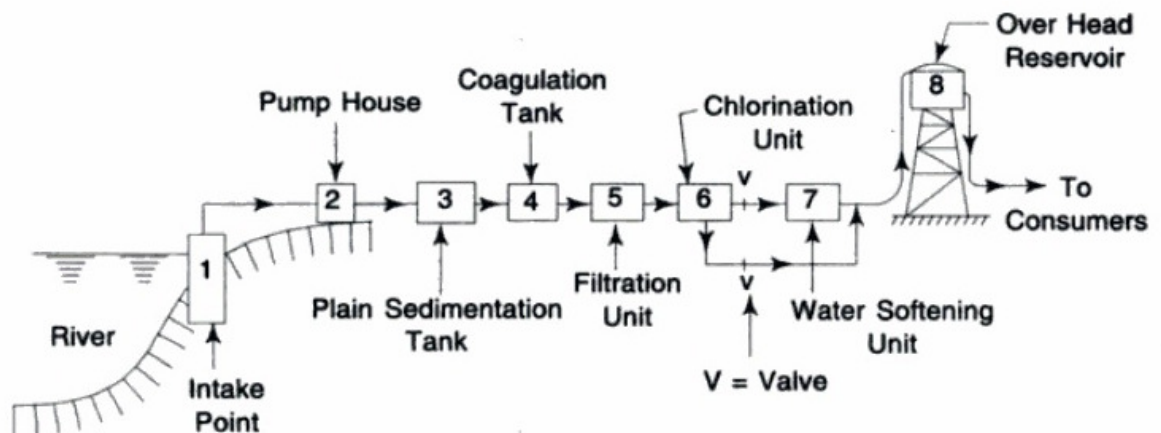 Over Head
Reservoir
8
Coagulation
Tank
Pump House
Chlorination
Unit
V
2
3
4
5
6
7
To
Consumers
1
V
River
Plain Sedimentation
Tank
Filtration
Unit
Water Softening
Unit
Intake
Point
V = Valve